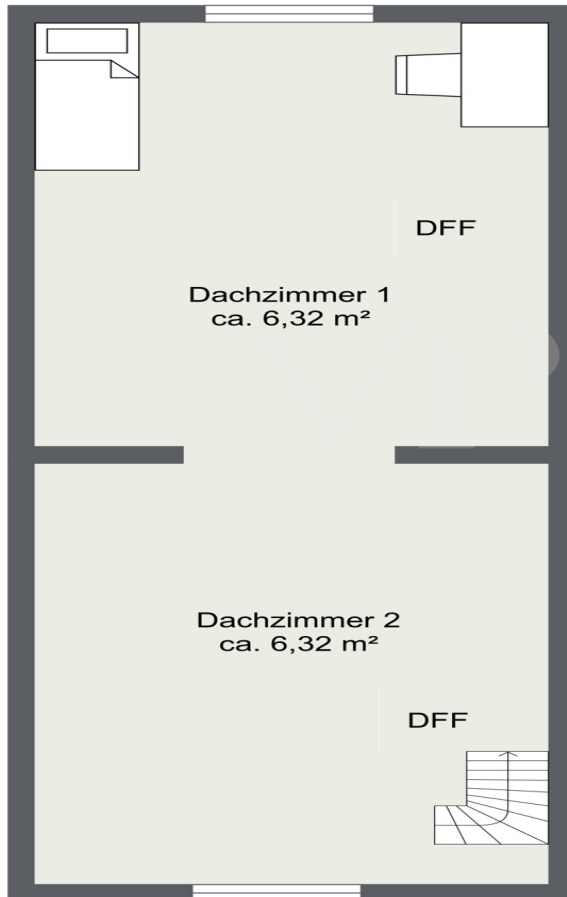 DFF
Dachzimmer 1
ca. 6,32 m²
Dachzimmer 2
ca. 6,32 m²
DFF